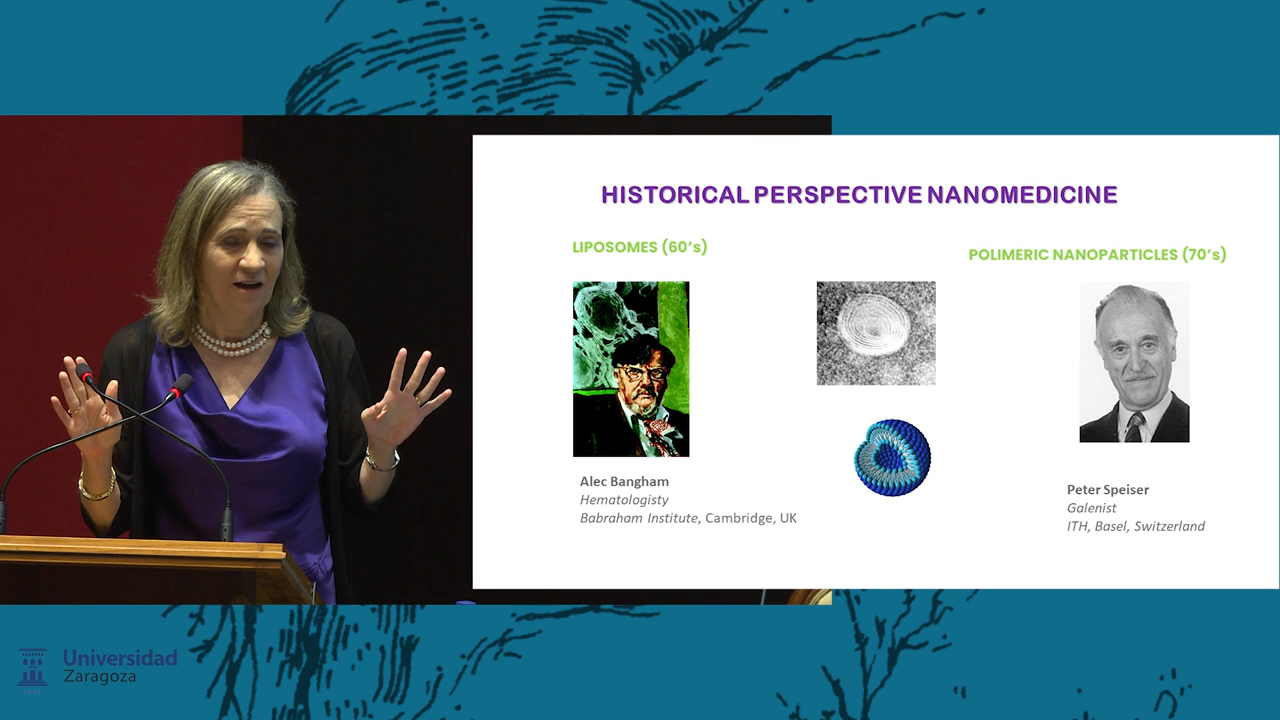 HISTORICAL PERSPECTIVE NANOMEDICINE
LIPOSOMES (60's)
POLIMERIC NANOPARTICLES (70's)
Alec Bangham
Hematologisty
Babraham Institute, Cambridge, UK
Peter Speiser
Galenist
ITH, Basel, Switzerland
Universidad
Zaragoza